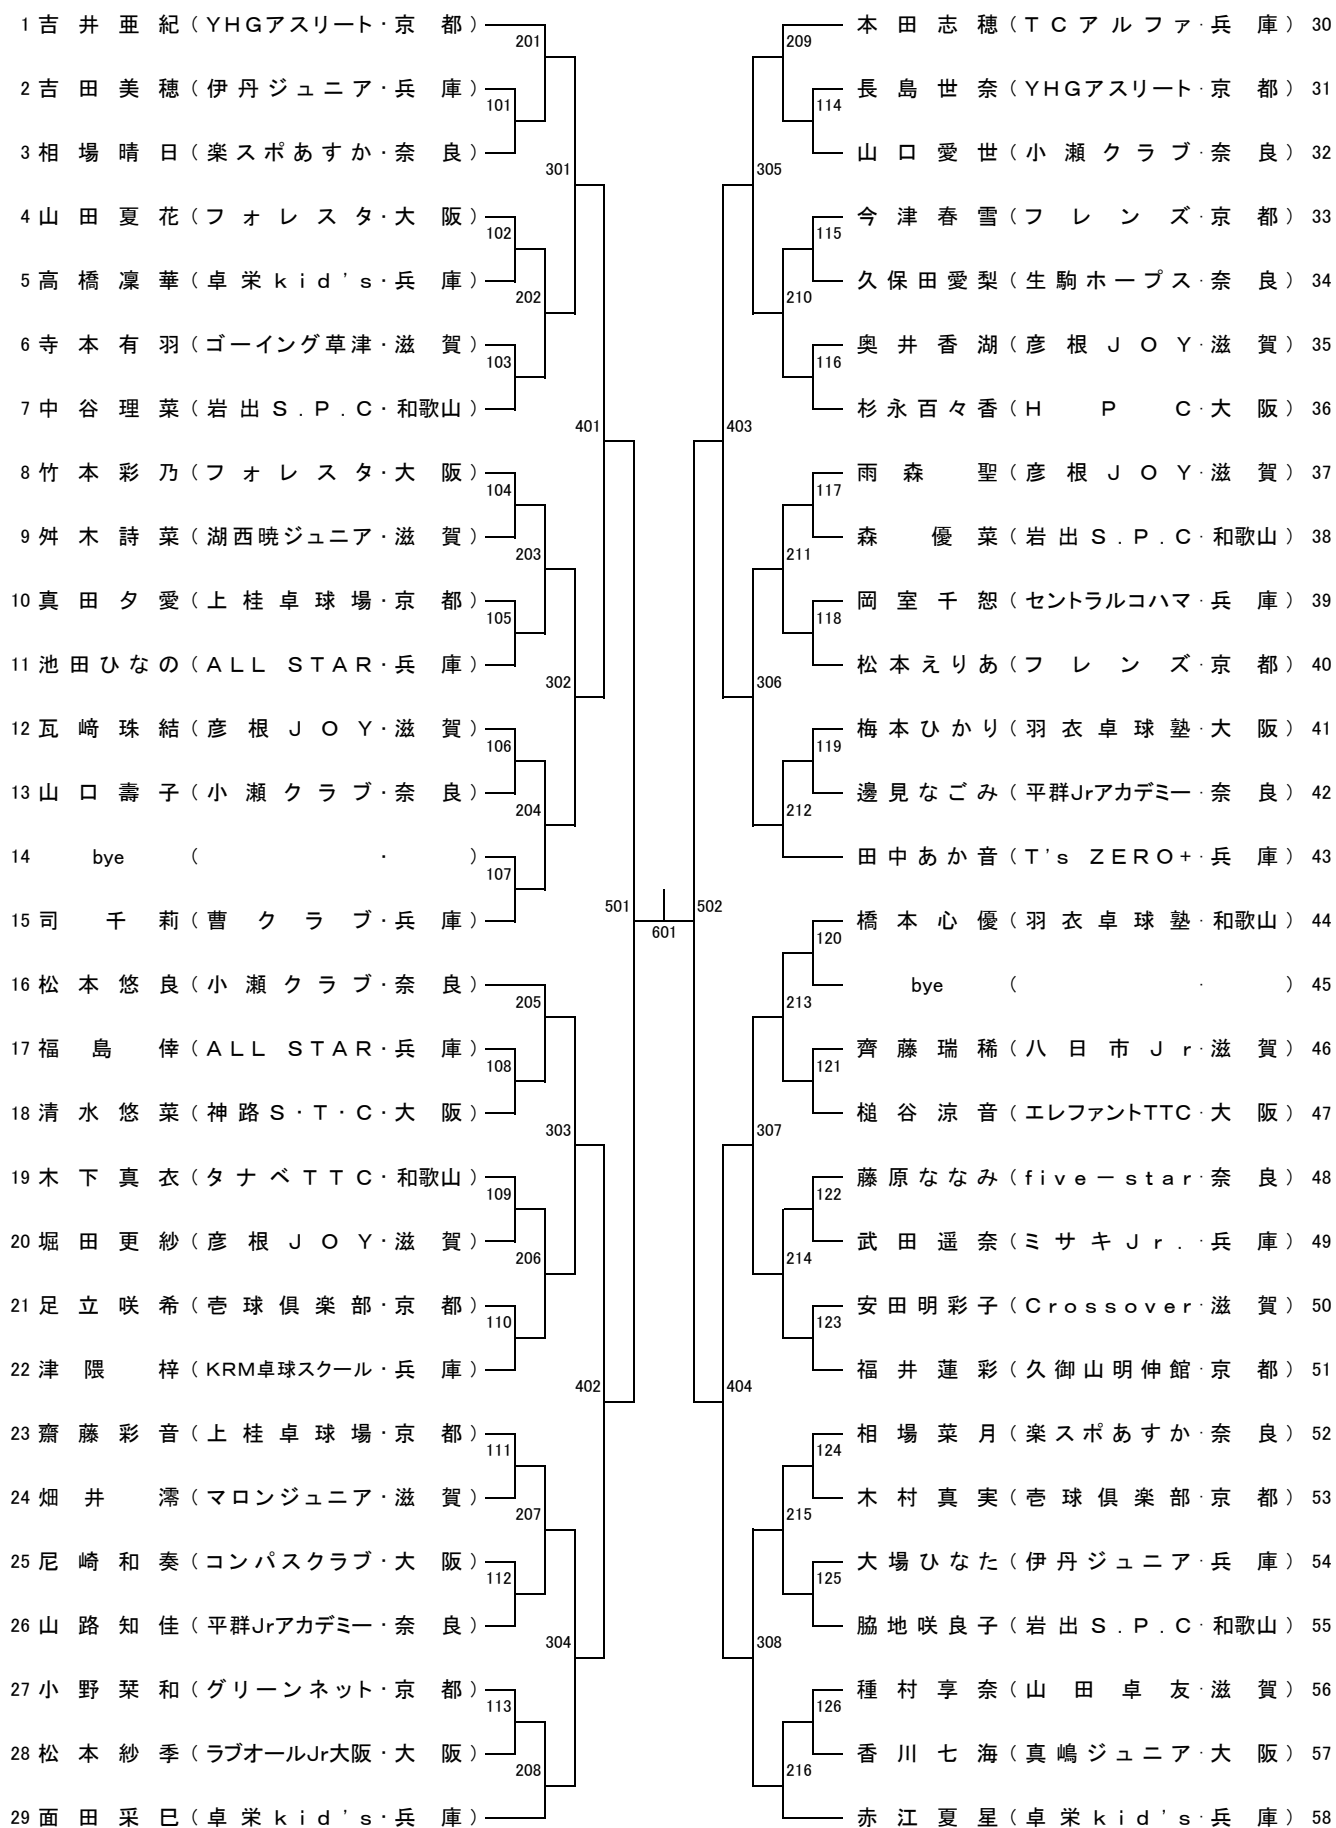 1 吉井亜紀（YHGアスリート・京都）
201
2 吉田美穂（伊丹ジュニア・兵庫）
101
3 相場晴日（楽スポあすか・奈良）
301
4 山田夏花（フォレスタ・大阪）
102
5 高橋凜華（卓栄kid's・兵庫）
202
6 寺本有羽（ゴーイング草津・滋賀）
103
7 中谷理菜（岩出S.P.C・和歌山）
401
8 竹本彩乃（フォレスタ・大阪）
104
9 舛木詩菜（湖西暁ジュニア・滋賀）
203
10 真田夕愛（上桂卓球場・京都）
105
11 池田ひなの（ALL STAR・兵庫）
302
12 瓦﨑珠結（彦根JOY・滋賀）
106
13 山口壽子（小瀬クラブ・奈良）
204
14 bye（・）
107
15 司千莉（曹クラブ・兵庫）
501
16 松本悠良（小瀬クラブ・奈良）
205
17 福島倖（ALL STAR・兵庫）
108
18 清水悠菜（神路S・T・C・大阪）
303
19 木下真衣（タナベTTC・和歌山）
109
20 堀田更紗（彦根JOY・滋賀）
206
21 足立咲希（壱球倶楽部・京都）
110
22 津隈梓（KRM卓球スクール・兵庫）
402
23 齋藤彩音（上桂卓球場・京都）
111
24 畑井澪（マロンジュニア・滋賀）
207
25 尼崎和奏（コンパスクラブ・大阪）
112
26 山路知佳（平群Jrアカデミー・奈良）
304
27 小野栞和（グリーンネット・京都）
113
28 松本紗季（ラブオールJr大阪・大阪）
208
29 面田采巳（卓栄kid's・兵庫）
601
本田志穂（TCアルファ・兵庫）30
209
長島世奈（YHGアスリート・京都）31
114
山口愛世（小瀬クラブ・奈良）32
305
今津春雪（フレンズ・京都）33
115
久保田愛梨（生駒ホープス・奈良）34
210
奥井香湖（彦根JOY・滋賀）35
116
杉永百々香（HPC・大阪）36
403
雨森聖（彦根JOY・滋賀）37
117
森優菜（岩出S.P.C・和歌山）38
211
岡室千恕（セントラルコハマ・兵庫）39
118
松本えりあ（フレンズ・京都）40
306
梅本ひかり（羽衣卓球塾・大阪）41
119
邊見なごみ（平群Jrアカデミー・奈良）42
212
田中あか音（T's ZERO+・兵庫）43
502
橋本心優（羽衣卓球塾・和歌山）44
120
bye（・）45
213
齊藤瑞稀（八日市Jr・滋賀）46
121
槌谷涼音（エレファントTTC・大阪）47
307
藤原ななみ（five－star・奈良）48
122
武田遥奈（ミサキJr.・兵庫）49
214
安田明彩子（Crossover・滋賀）50
123
福井蓮彩（久御山明伸館・京都）51
404
相場菜月（楽スポあすか・奈良）52
124
木村真実（壱球倶楽部・京都）53
215
大場ひなた（伊丹ジュニア・兵庫）54
125
脇地咲良子（岩出S.P.C・和歌山）55
308
種村享奈（山田卓友・滋賀）56
126
香川七海（真嶋ジュニア・大阪）57
216
赤江夏星（卓栄kid's・兵庫）58